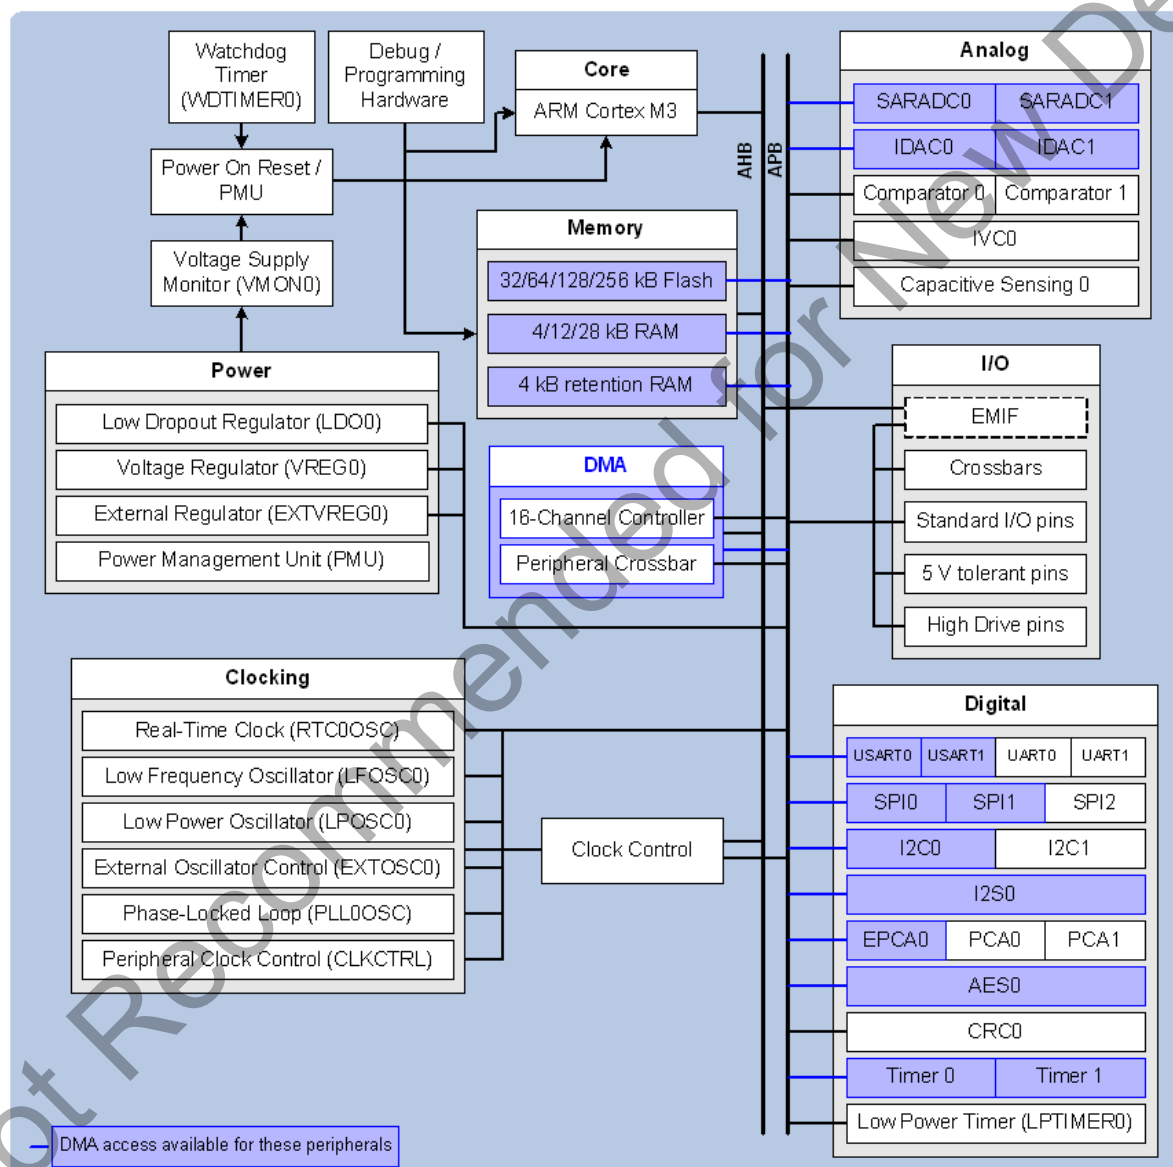 Watchdog
Timer
(WDTIMER0)
Debug /
Programming
Hardware
Core
ARM Cortex M3
Power On Reset /
PMU
Voltage Supply
Monitor (VMON0)
Memory
32/64/128/256 kB Flash
4/12/28 kB RAM
4 kB retention RAM
AHB
APB
Analog
SARADC0 SARADC1
IDAC0 IDAC1
Comparator 0 Comparator 1
IVC0
Capacitive Sensing 0
Power
Low Dropout Regulator (LDO0)
Voltage Regulator (VREG0)
External Regulator (EXTVREG0)
Power Management Unit (PMU)
DMA
16-Channel Controller
Peripheral Crossbar
I/O
EMIF
Crossbars
Standard I/O pins
5 V tolerant pins
High Drive pins
Clocking
Real-Time Clock (RTC0OSC)
Low Frequency Oscillator (LFOSC0)
Low Power Oscillator (LPOSC0)
External Oscillator Control (EXTOSC0)
Phase-Locked Loop (PLL0OSC)
Peripheral Clock Control (CLKCTRL)
Clock Control
Digital
USART0 USART1 UART0 UART1
SPI0 SPI1 SPI2
I2C0 I2C1
I2S0
EPCA0 PCA0 PCA1
AES0
CRC0
Timer 0 Timer 1
Low Power Timer (LPTIMER0)
DMA access available for these peripherals
Recommended for New